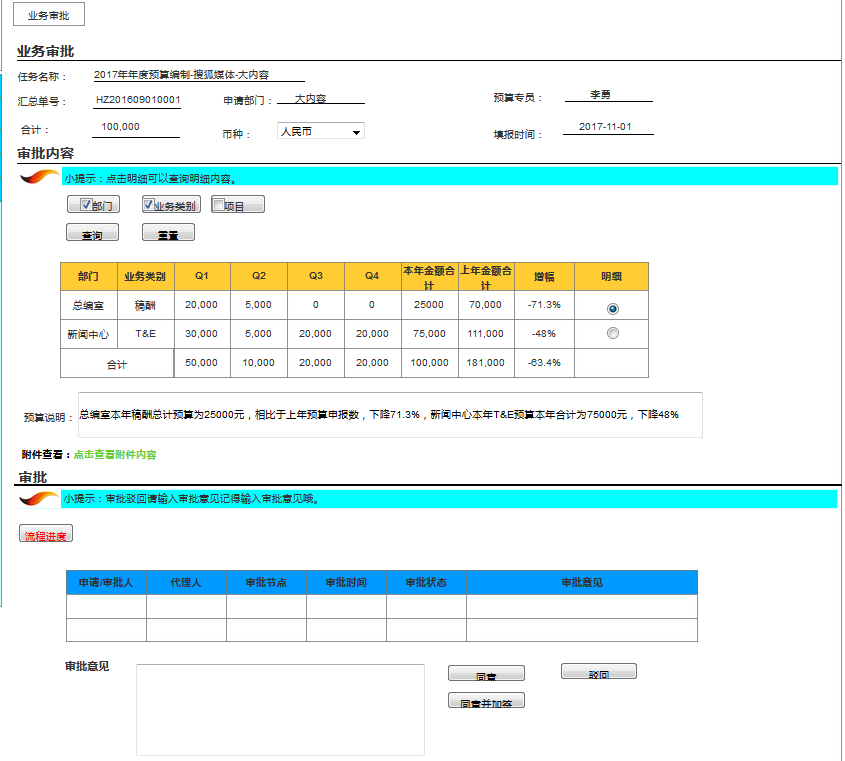 业务审批
业务审批
任务名称： 2017年年度预算编制-搜狐媒体-大内容
汇总单号： HZ201609010001 申请部门： 大内容 预算专员： 李勇
合计： 100,000 币种： 人民币 填报时间： 2017-11-01
审批内容
小提示：点击明细可以查询明细内容。
部门 业务类别 项目
查询 重置
部门 业务类别 Q1 Q2 Q3 Q4 本年金额合计 上年金额合计 增幅 明细
总编室 稿酬 20,000 5,000 0 0 25000 70,000 -71.3%
新闻中心 T&E 30,000 5,000 20,000 20,000 75,000 111,000 -48%
合计 50,000 10,000 20,000 20,000 100,000 181,000 -63.4%
预算说明： 总编室本年稿酬总计预算为25000元，相比于上年预算申报数，下降71.3%，新闻中心本年T&E预算本年合计为75000元，下降48%
附件查看：点击查看附件内容
审批
小提示：审批驳回请输入审批意见记得输入审批意见哦。
流程进度
申请/审批人 代理人 审批节点 审批时间 审批状态 审批意见
审批意见 同意 驳回
同意并加签